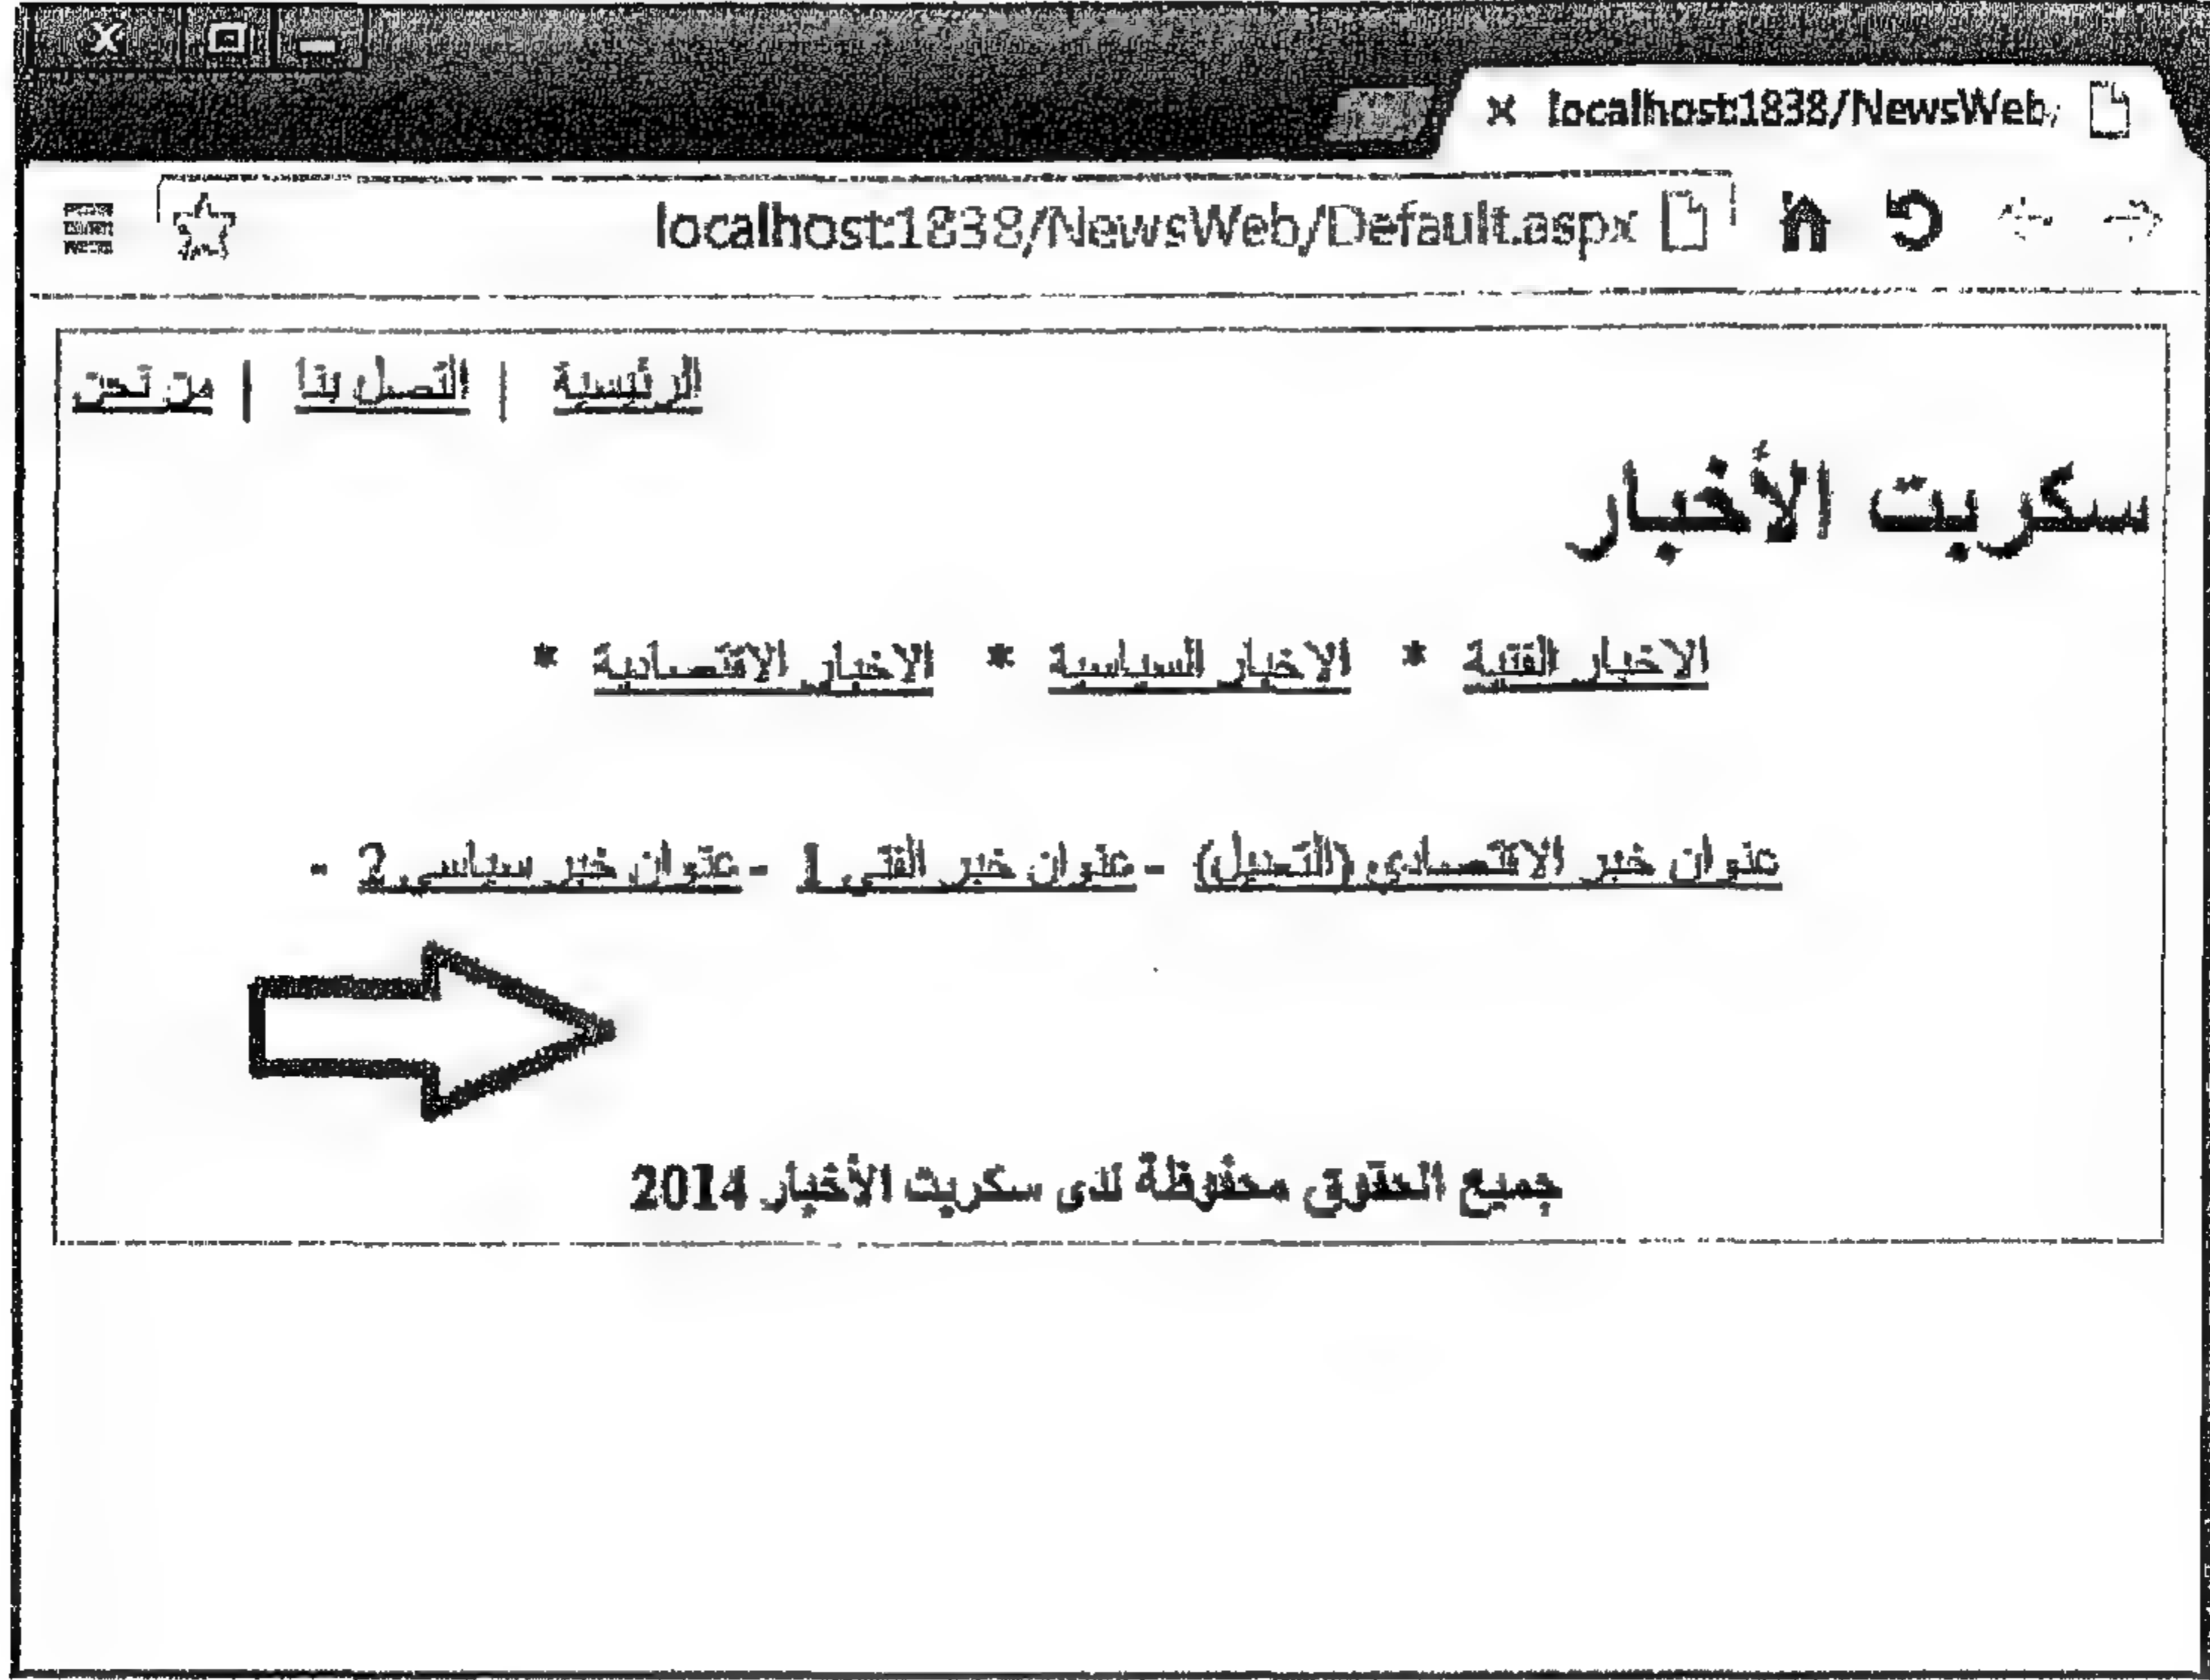 localhost:1838/NewsWeb/
localhost:1838/NewsWeb/Default.aspx
الرئيسية | اتصل بنا | من نحن
سكريت الأخبار
الاخبار الفنية * الاخبار السياسية * الاخبار الاقتصادية *
عنوان خبر الاقتصادي (التعديل) - عنوان خبر الفني 1 - عنوان خبر سياسي 2 -
جميع الحقوق محفوظة لدى سكريت الأخبار 2014